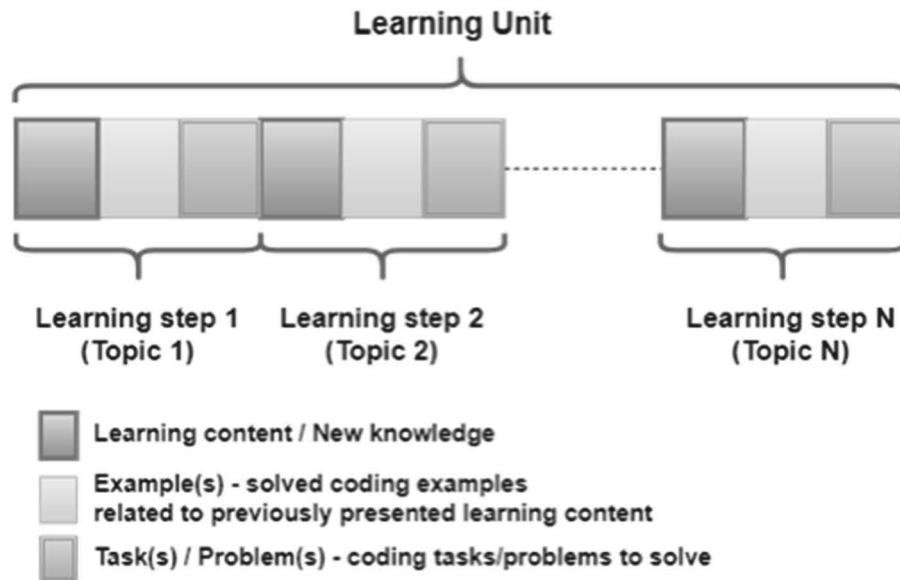 Learning Unit
Learning step 1
(Topic 1)
Learning step 2
(Topic 2)
Learning step N
(Topic N)
Learning content / New knowledge
Example(s) - solved coding examples
related to previously presented learning content
Task(s) / Problem(s) - coding tasks/problems to solve